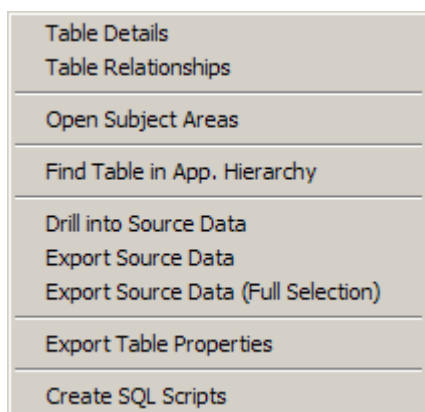 Table Details
Table Relationships
Open Subject Areas
Find Table in App. Hierarchy
Drill into Source Data
Export Source Data
Export Source Data (Full Selection)
Export Table Properties
Create SQL Scripts